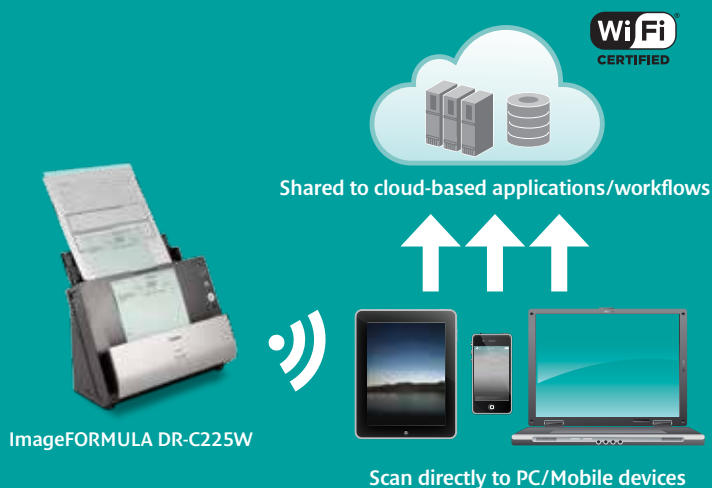 Wi Fi
CERTIFIED
Shared to cloud-based applications/workflows
ImageFORMULA DR-C225W
Scan directly to PC/Mobile devices